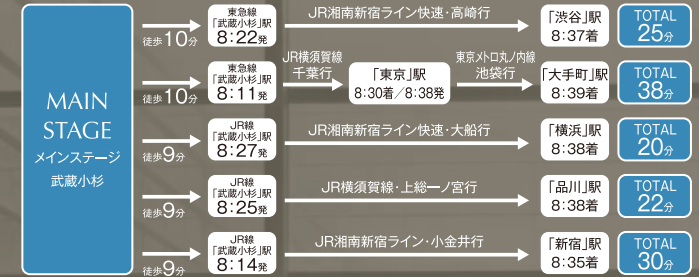 MAIN
STAGE
メインステージ
武蔵小杉
徒歩10分
東急線
「武蔵小杉」駅
8:22発
JR湘南新宿ライン快速・高崎行
「渋谷」駅
8:37着
TOTAL
25分
徒歩10分
東急線
「武蔵小杉」駅
8:11発
JR横須賀線
千葉行
「東京」駅
8:30着／8:38発
東京メトロ丸ノ内線
池袋行
「大手町」駅
8:39着
TOTAL
38分
徒歩9分
JR線
「武蔵小杉」駅
8:27発
JR湘南新宿ライン快速・大船行
「横浜」駅
8:38着
TOTAL
20分
徒歩9分
JR線
「武蔵小杉」駅
8:25発
JR横須賀線・上総一ノ宮行
「品川」駅
8:38着
TOTAL
22分
徒歩9分
JR線
「武蔵小杉」駅
8:14発
JR湘南新宿ライン・小金井行
「新宿」駅
8:35着
TOTAL
30分